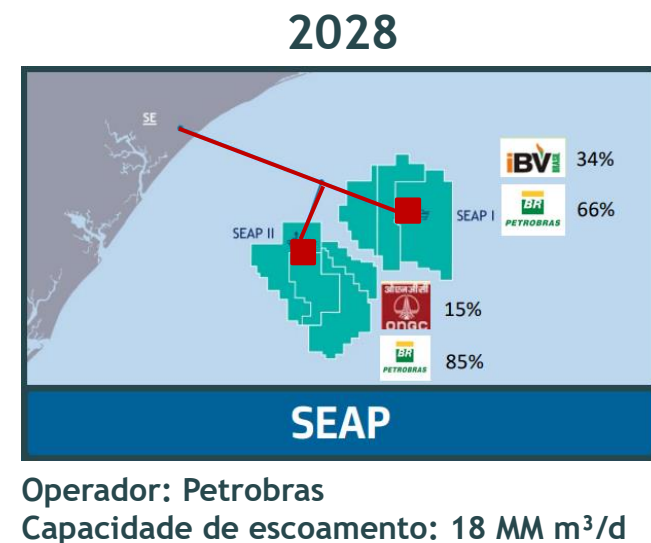 2028
SE
iBV BRASIL 34%
SEAP I
BR
PETROBRAS 66%
SEAP II
ओएनजीसी
ONGC 15%
BR
PETROBRAS 85%
SEAP
Operador: Petrobras
Capacidade de escoamento: 18 MM m³/d